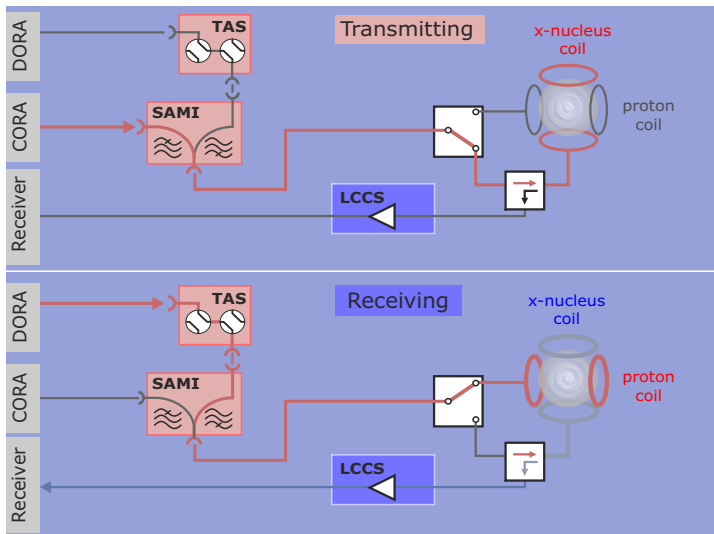 DORA
TAS
Transmitting
x-nucleus
coil
CORA
SAMI
proton
coil
Receiver
LCCS
DORA
TAS
Receiving
x-nucleus
coil
CORA
SAMI
proton
coil
Receiver
LCCS